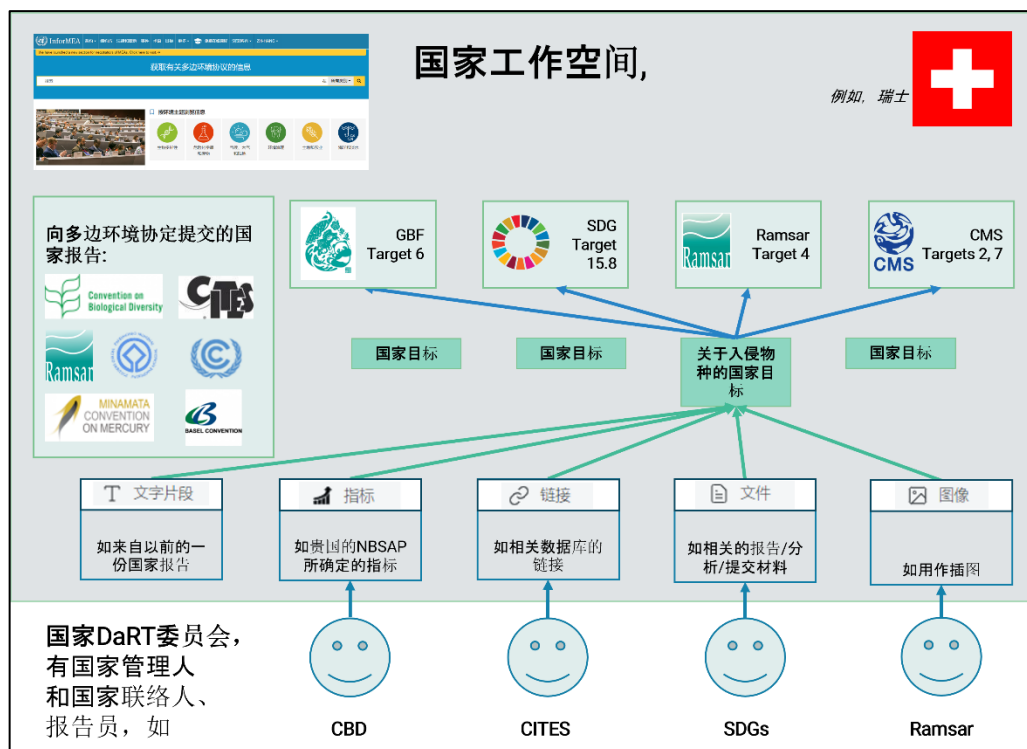 InforMEA
获取有关多边环境协议的信息
国家工作空间,
例如, 瑞士
向多边环境协定提交的国
家报告:
Convention on
Biological Diversity
CITES
Ramsar
MINAMATA
CONVENTION
ON MERCURY
BASEL CONVENTION
GBF
Target 6
SDG
Target
15.8
Ramsar
Ramsar
Target 4
CMS
CMS
Targets 2, 7
国家目标
国家目标
关于入侵物
种的国家目
标
国家目标
文字片段
如来自以前的一
份国家报告
指标
如贵国的NBSAP
所确定的指标
链接
如相关数据库的
链接
文件
如相关的报告/分
析/提交材料
图像
如用作插图
国家DaRT委员会，
有国家管理人
和国家联络人、
报告员，如
CBD
CITES
SDGs
Ramsar